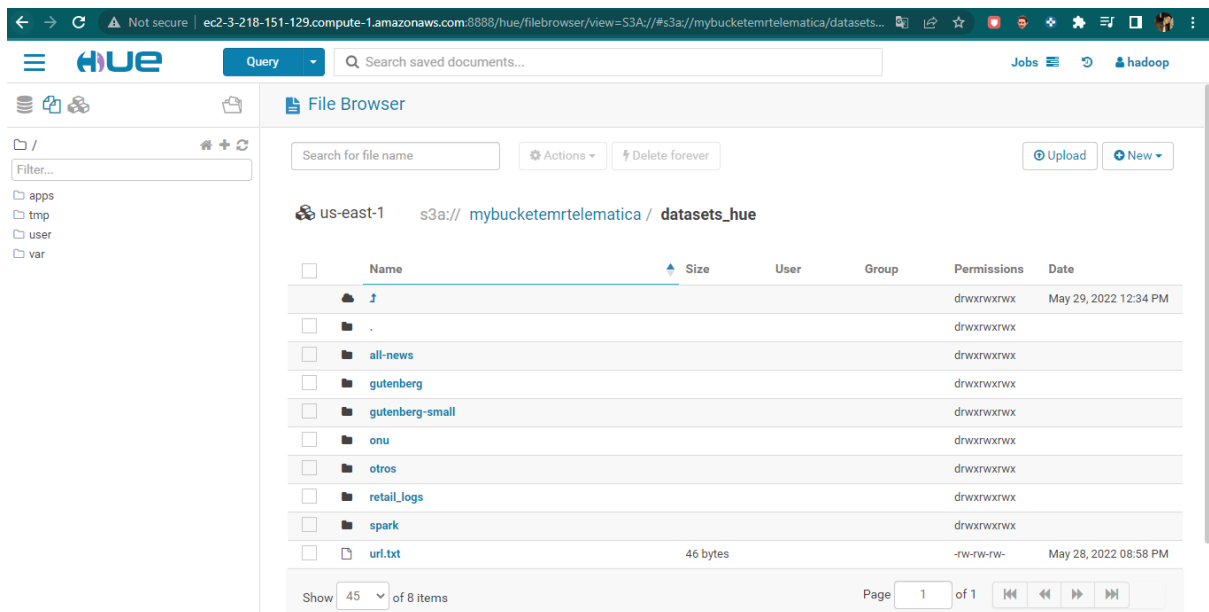 Not secure | ec2-3-218-151-129.compute-1.amazonaws.com:8888/hue/filebrowser/view=S3A://#s3a://mybucketemrtelematica/datasets...
HUE Query Search saved documents... Jobs hadoop
File Browser
/
Filter...
apps
tmp
user
var
Search for file name Actions Delete forever Upload New
us-east-1 s3a:// mybucketemrtelematica / datasets_hue
Name Size User Group Permissions Date
drwxrwxrwx May 29, 2022 12:34 PM
. drwxrwxrwx
all-news drwxrwxrwx
gutenberg drwxrwxrwx
gutenberg-small drwxrwxrwx
onu drwxrwxrwx
otros drwxrwxrwx
retail_logs drwxrwxrwx
spark drwxrwxrwx
url.txt 46 bytes -rw-rw-rw- May 28, 2022 08:58 PM
Show 45 of 8 items Page 1 of 1